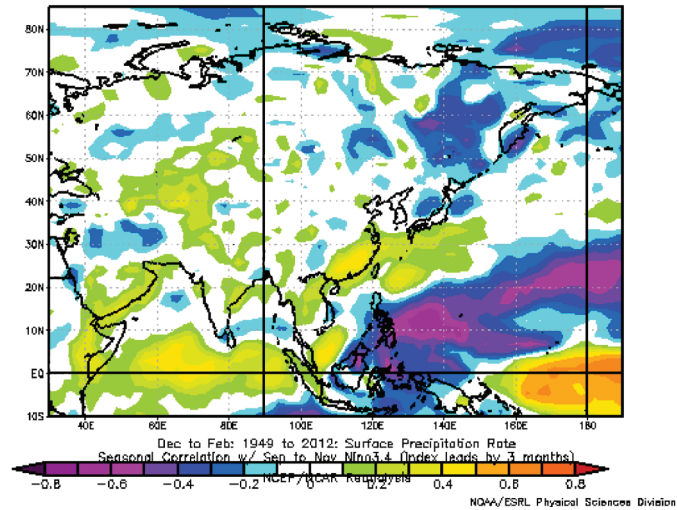 80N
70N
60N
50N
40N
30N
20N
10N
EQ
10S
40E 60E 80E 100E 120E 140E 160E 180
Dec to Feb: 1949 to 2012: Surface Precipitation Rate
Seasonal Correlation w/ Sep to Nov Nino3.4 (index leads by 3 months)
NCEP/NCAR Reanalysis
-0.8 -0.6 -0.4 -0.2 0 0.2 0.4 0.6 0.8
NOAA/ESRL Physical Sciences Division